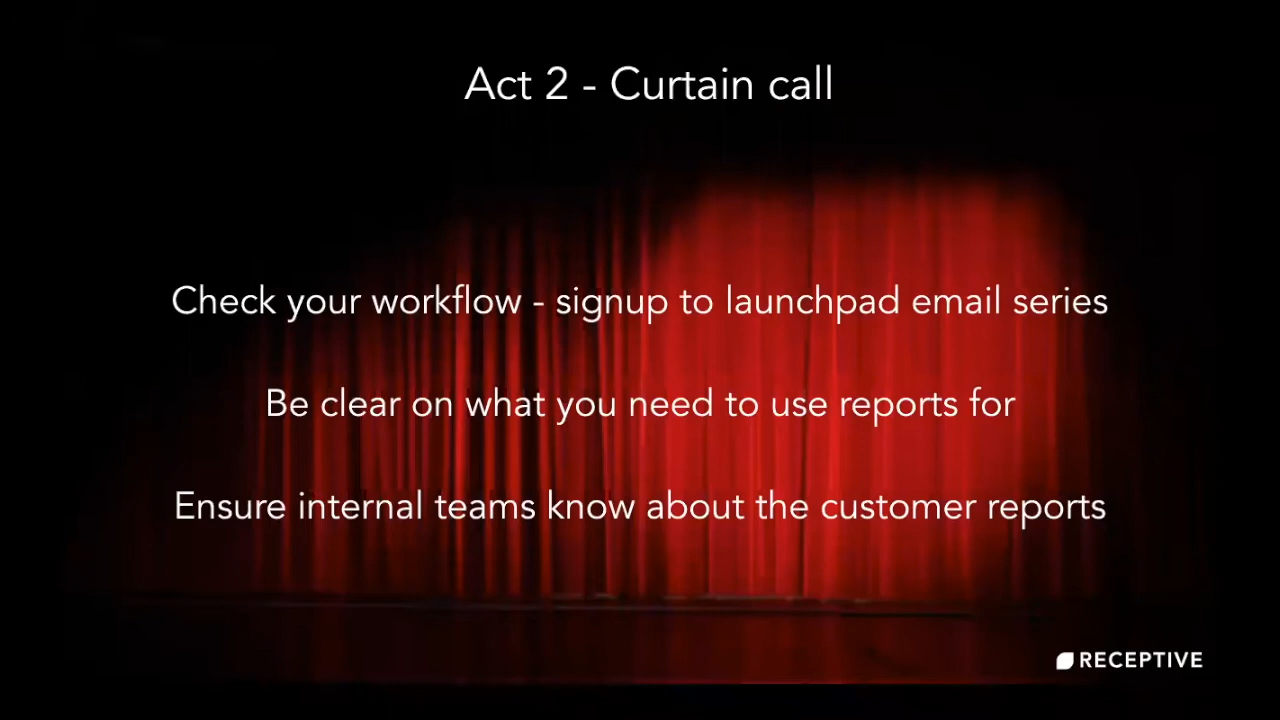 Act 2 - Curtain call
Check your workflow - signup to launchpad email series
Be clear on what you need to use reports for
Ensure internal teams know about the customer reports
RECEPTIVE